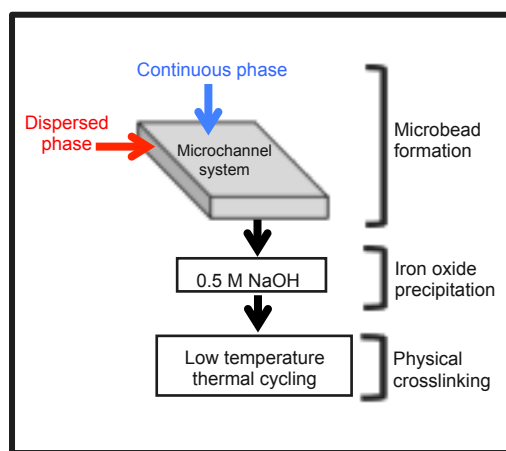 Continuous phase
Dispersed
phase
Microchannel
system
Microbead
formation
0.5 M NaOH
Iron oxide
precipitation
Low temperature
thermal cycling
Physical
crosslinking